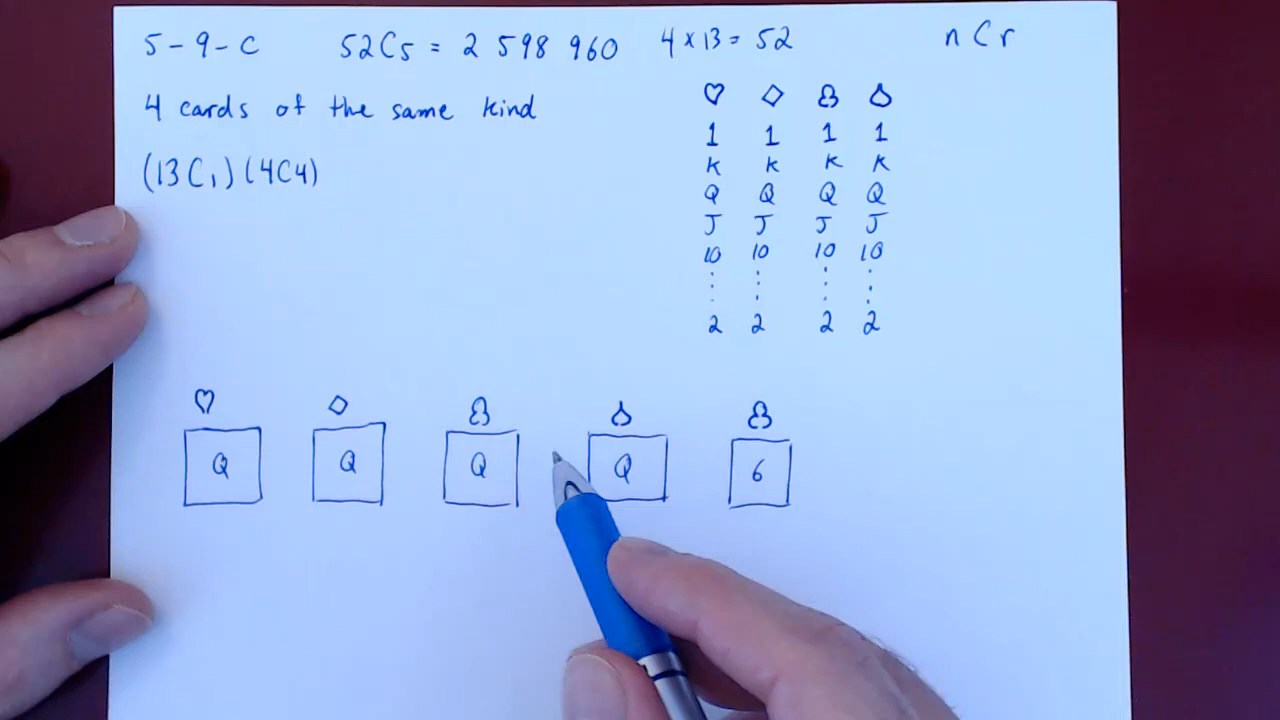 5-9-C 52C5 = 2 598 960 4×13 = 52 nCr
4 cards of the same kind
(13C1)(4C4)
♡ ◇ ♧ ♤
1 1 1 1
K K K K
Q Q Q Q
J J J J
10 10 10 10
⋮ ⋮ ⋮ ⋮
2 2 2 2
♡ ◇ ♧ ♤ ♧
Q Q Q Q 6